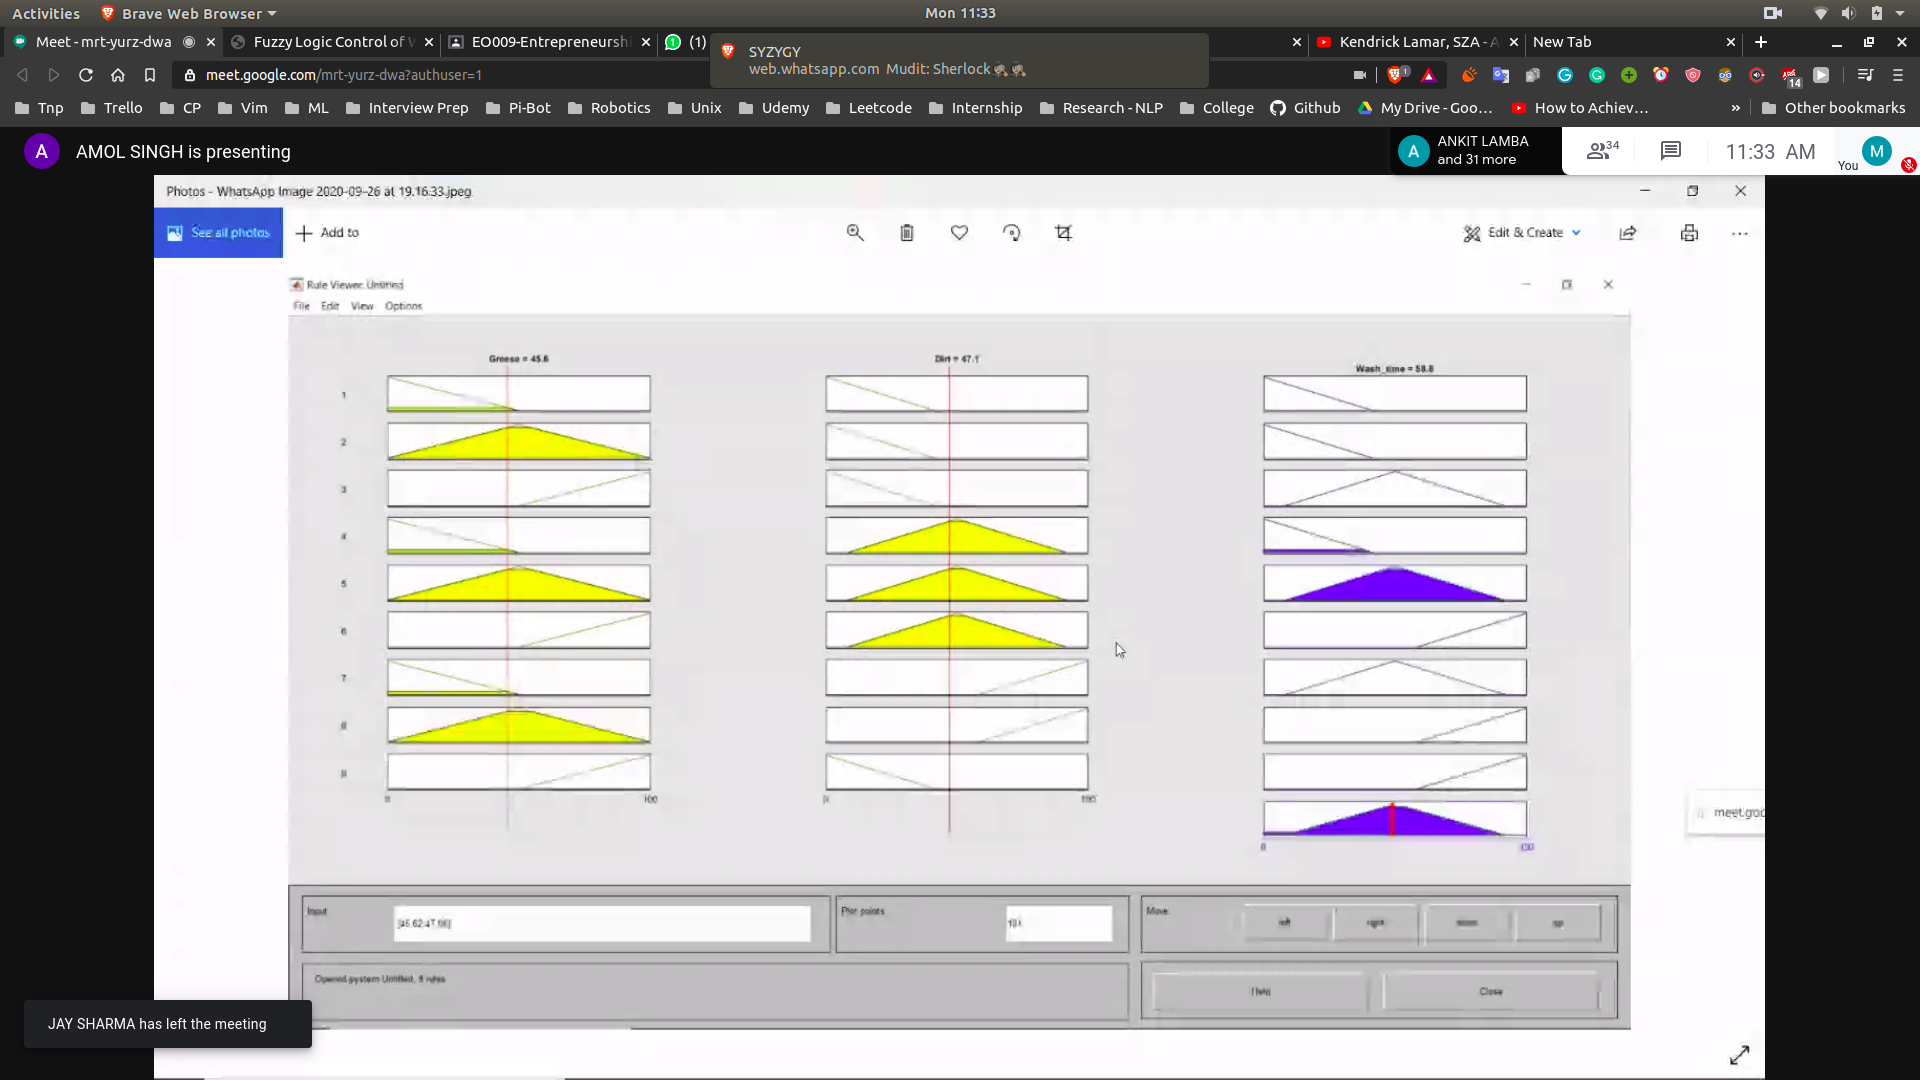 Activities Brave Web Browser Mon 11:33
Meet - mrt-yurz-dwa Fuzzy Logic Control of EO009-Entrepreneurshi (1) Kendrick Lamar, SZA - A New Tab
SYZYGY
web.whatsapp.com Mudit: Sherlock
meet.google.com/mrt-yurz-dwa?authuser=1 1 14
Tnp Trello CP Vim ML Interview Prep Pi-Bot Robotics Unix Udemy Leetcode Internship Research - NLP College Github My Drive - Goo... How to Achiev... » Other bookmarks
A AMOL SINGH is presenting
A ANKIT LAMBA
and 31 more
34 11:33 AM You M
Photos - WhatsApp Image 2020-09-26 at 19.16.33.jpeg
See all photos Add to Edit & Create
Rule Viewer: Untitled
File Edit View Options
Grease = 45.6 Dirt = 47.1 Wash_time = 58.8
1
2
3
4
5
6
7
8
9
0 100 0 100
0
Input: [45.62;47.06] Plot points: 101 Move: left right down up
Opened system Untitled, 9 rules Help Close
meet.goo
JAY SHARMA has left the meeting